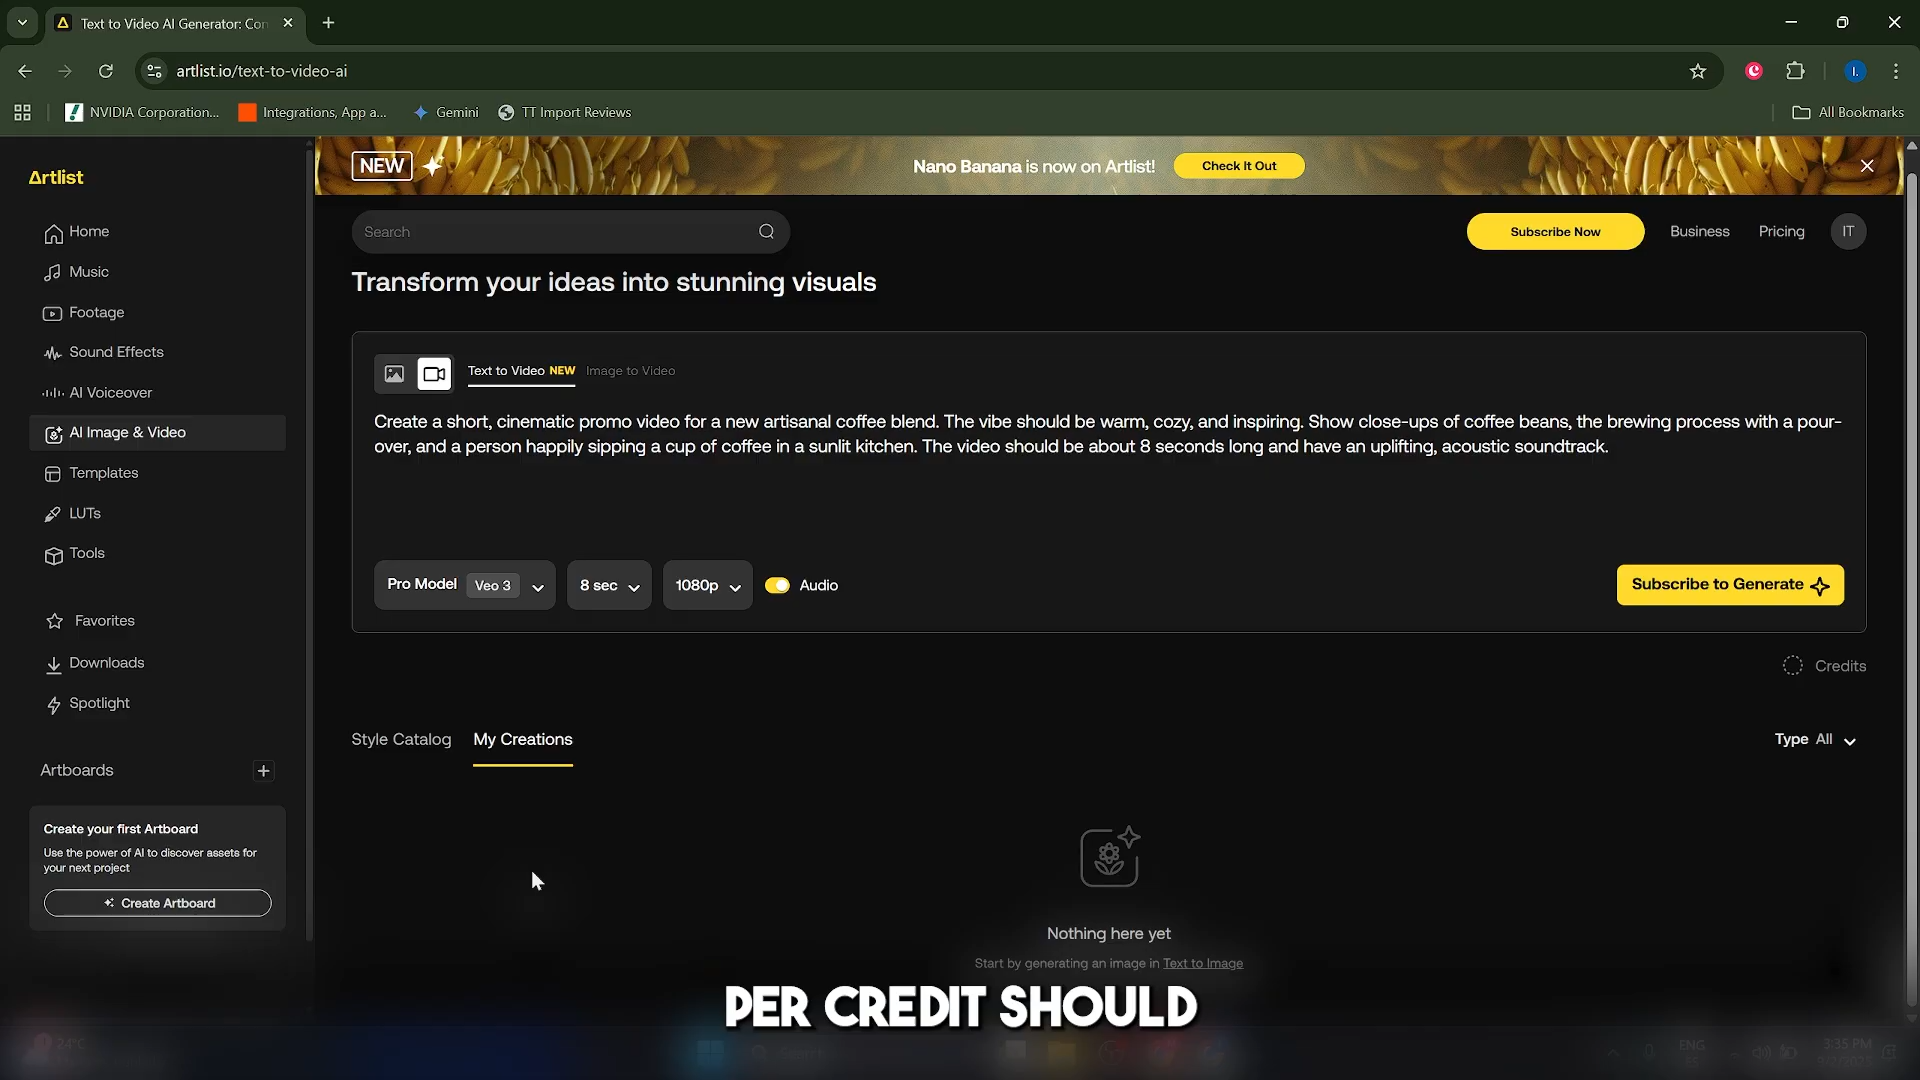 Text to Video AI Generator: Con
artlist.io/text-to-video-ai
I.
NVIDIA Corporation...
Integrations, App a...
Gemini
TT Import Reviews
All Bookmarks
Artlist
NEW
Nano Banana is now on Artlist!
Check It Out
Home
Music
Footage
Sound Effects
AI Voiceover
AI Image & Video
Templates
LUTs
Tools
Favorites
Downloads
Spotlight
Artboards
Create your first Artboard
Use the power of AI to discover assets for
your next project
Create Artboard
Search
Subscribe Now
Business
Pricing
IT
Transform your ideas into stunning visuals
Text to Video NEW
Image to Video
Create a short, cinematic promo video for a new artisanal coffee blend. The vibe should be warm, cozy, and inspiring. Show close-ups of coffee beans, the brewing process with a pour-
over, and a person happily sipping a cup of coffee in a sunlit kitchen. The video should be about 8 seconds long and have an uplifting, acoustic soundtrack.
Pro Model Veo 3
8 sec
1080p
Audio
Subscribe to Generate
Credits
Style Catalog
My Creations
Type All
Nothing here yet
Start by generating an image in Text to Image
PER CREDIT SHOULD
24°C
ENG
3:35 PM